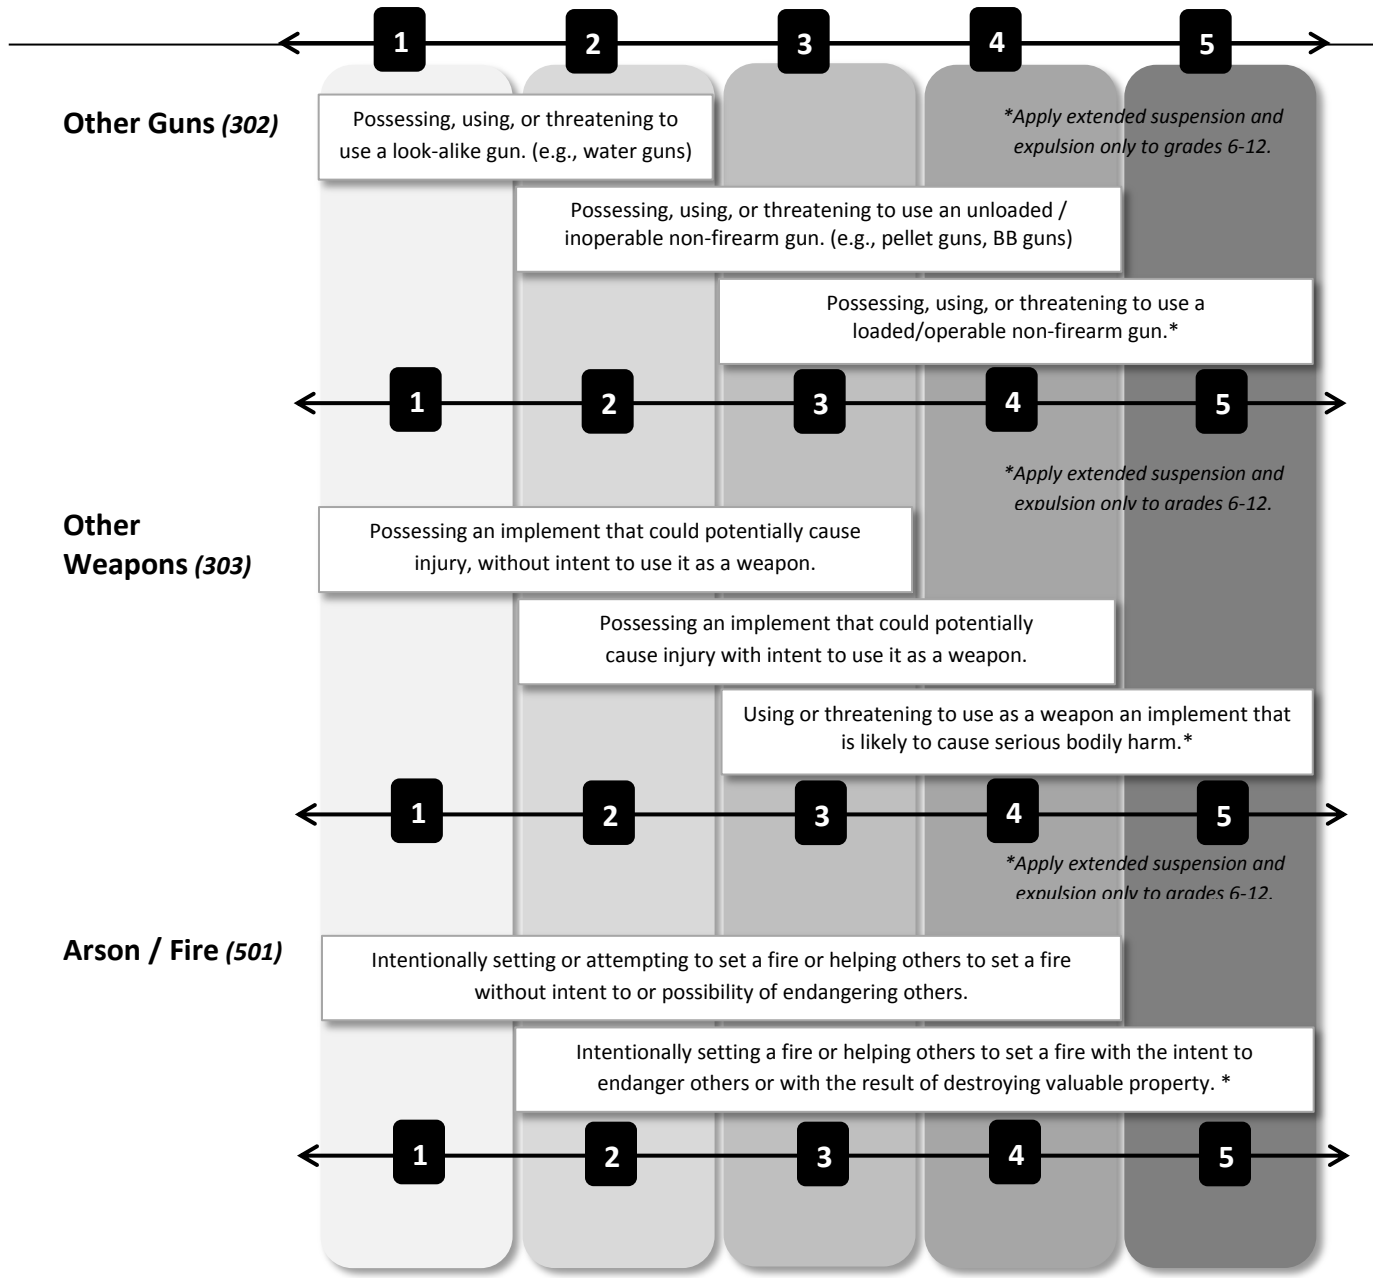 1 2 3 4 5
Other Guns (302)
Possessing, using, or threatening to
use a look-alike gun. (e.g., water guns)
*Apply extended suspension and
expulsion only to grades 6-12.
Possessing, using, or threatening to use an unloaded /
inoperable non-firearm gun. (e.g., pellet guns, BB guns)
Possessing, using, or threatening to use a
loaded/operable non-firearm gun.*
1 2 3 4 5
*Apply extended suspension and
expulsion only to grades 6-12.
Other
Weapons (303)
Possessing an implement that could potentially cause
injury, without intent to use it as a weapon.
Possessing an implement that could potentially
cause injury with intent to use it as a weapon.
Using or threatening to use as a weapon an implement that
is likely to cause serious bodily harm.*
1 2 3 4 5
*Apply extended suspension and
expulsion only to grades 6-12.
Arson / Fire (501)
Intentionally setting or attempting to set a fire or helping others to set a fire
without intent to or possibility of endangering others.
Intentionally setting a fire or helping others to set a fire with the intent to
endanger others or with the result of destroying valuable property. *
1 2 3 4 5